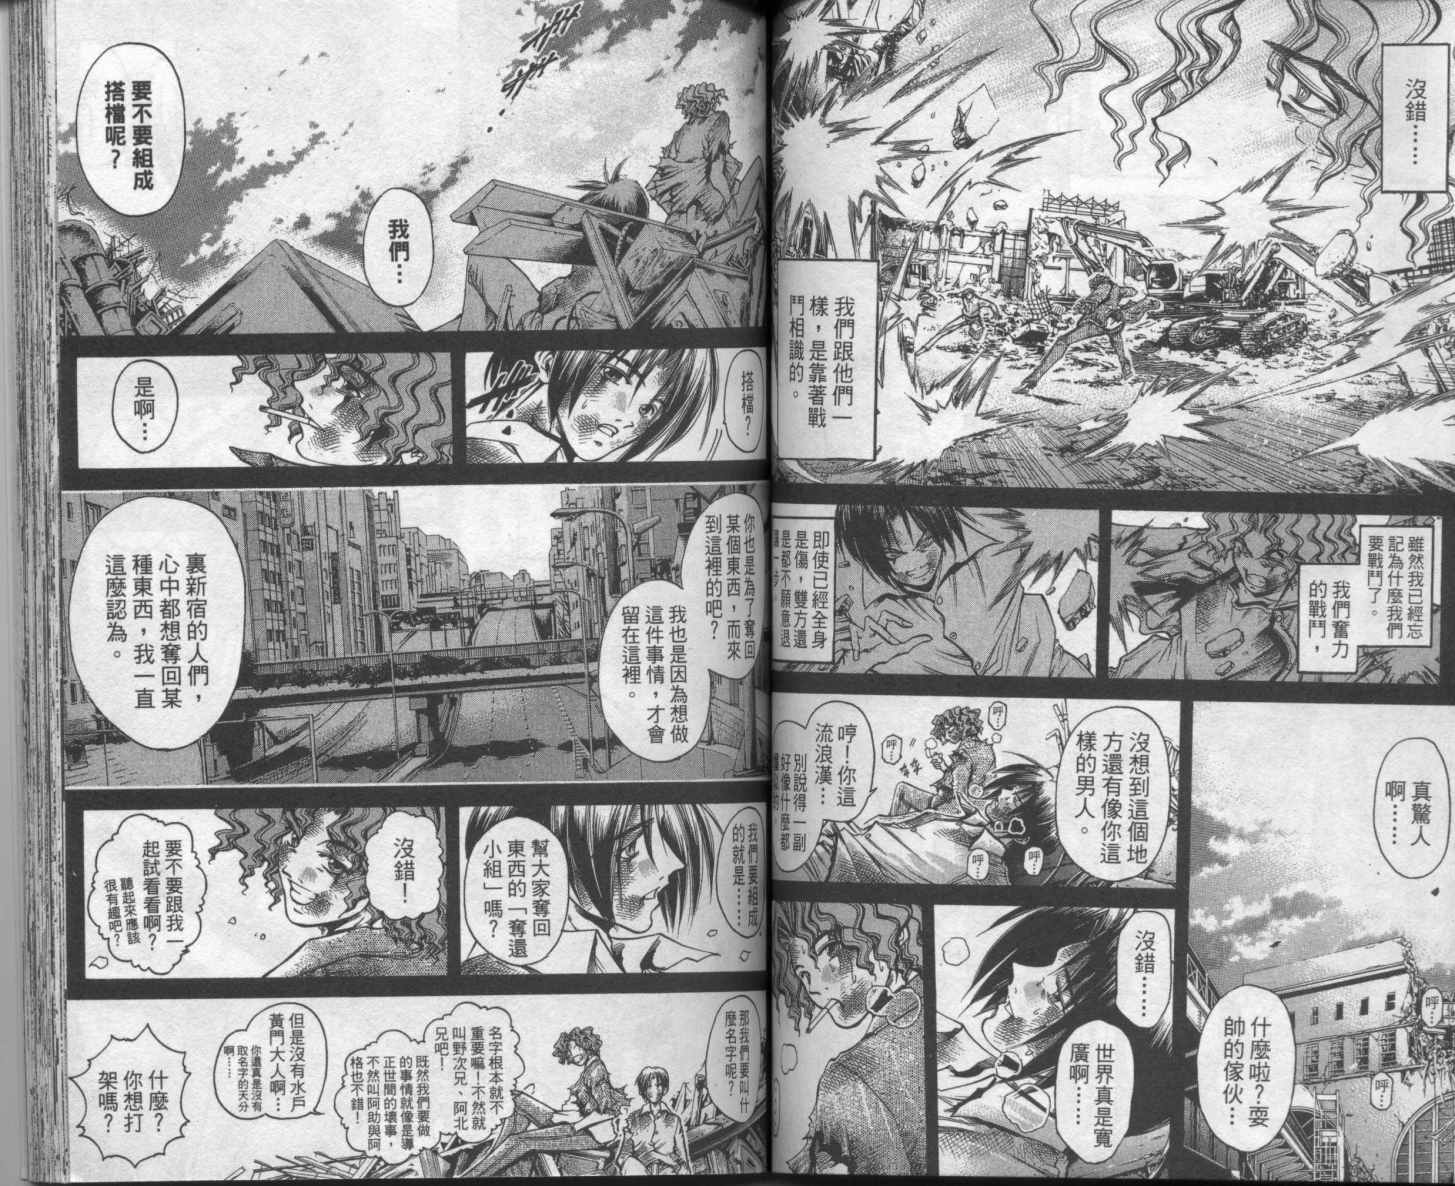 沒錯……
我們跟他們一
樣，是靠著戰
鬥相識的。
雖然我已經忘
記為什麼我們
要戰鬥了。
我們奮力
的戰鬥，
即使已經全身
是傷，雙方還
是都不願意退
讓一步。
真驚人
啊……
什麼啦？耍
帥的傢伙…
呼…
呼…
沒想到這個地
方還有像你這
樣的男人。
呼…
呼…
哼！你這
流浪漢…
別說得一副
好像什麼都
呼…
呼…
沒錯……
世界真是寬
廣啊……
我們…
要不要組成
搭檔呢？
搭檔？
是啊…
你也是為了奪回
某個東西，而來
到這裡的吧？
我也是因為想做
這件事情，才會
留在這裡。
裏新宿的人們，
心中都想奪回某
種東西，我一直
這麼認為。
我們要組成
的就是……
幫大家奪回
東西的「奪還
小組」嗎？
沒錯！
要不要跟我一
起試看看啊？
聽起來應該
很有趣吧？
那我們要叫什
麼名字呢？
名字根本就不
重要嘛！不然就
叫野次兄、阿北
兄吧！
既然我們要做
的事情就像是導
正世間的壞事，
不然叫阿助與阿
格也不錯！
但是沒有水戶
黃門大人啊…
你還真是沒有
取名字的天分
啊……
什麼？
你想打
架嗎？